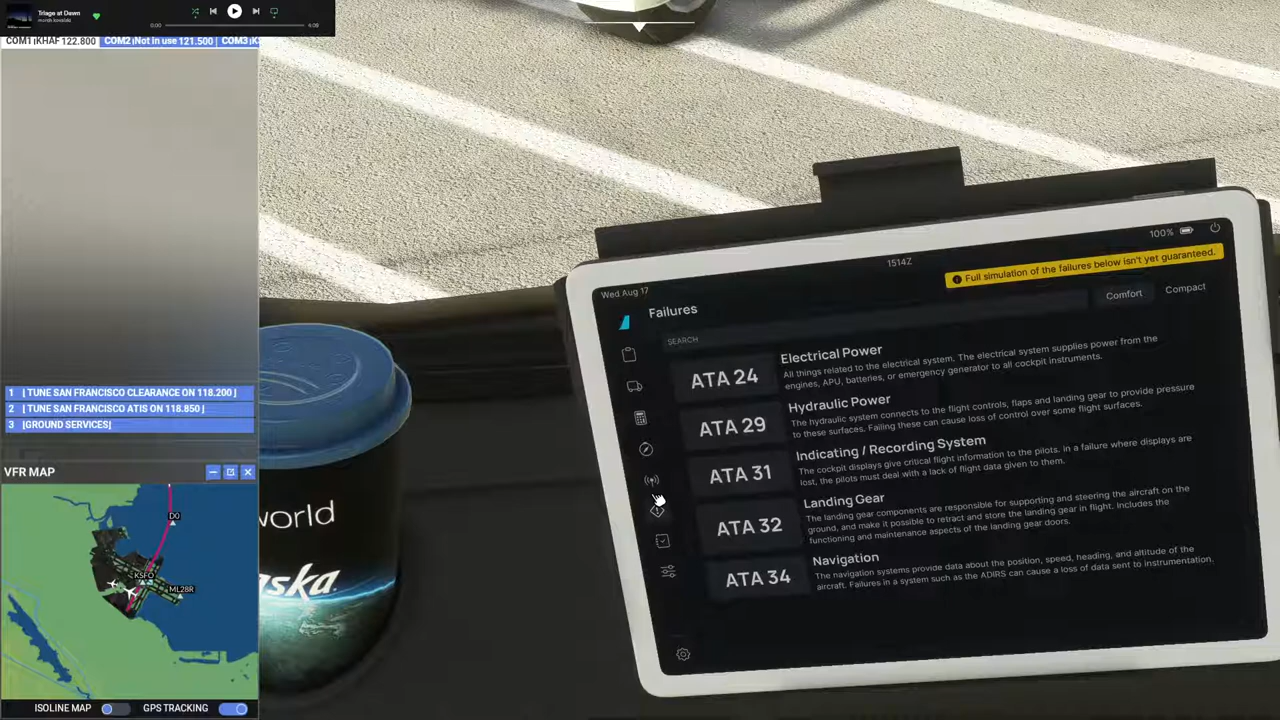 Triage at Dawn
0:00
6:09
COM1 |KHAF 122.800
COM2 |Not in use 121.500 |
COM3 |K
1 [ TUNE SAN FRANCISCO CLEARANCE ON 118.200 ]
2 [ TUNE SAN FRANCISCO ATIS ON 118.850 ]
3 [GROUND SERVICES]
VFR MAP
D0
KSFO
ML28R
ISOLINE MAP
GPS TRACKING
world
ska.
Wed Aug 17
1514Z
100%
Full simulation of the failures below isn't yet guaranteed.
Failures
Comfort
Compact
SEARCH
ATA 24
Electrical Power
All things related to the electrical system. The electrical system supplies power from the
engines, APU, batteries, or emergency generator to all cockpit instruments.
ATA 29
Hydraulic Power
The hydraulic system connects to the flight controls, flaps and landing gear to provide pressure
to these surfaces. Failing these can cause loss of control over some flight surfaces.
ATA 31
Indicating / Recording System
The cockpit displays give critical flight information to the pilots. In a failure where displays are
lost, the pilots must deal with a lack of flight data given to them.
ATA 32
Landing Gear
The landing gear components are responsible for supporting and steering the aircraft on the
ground, and make it possible to retract and store the landing gear in flight. Includes the
functioning and maintenance aspects of the landing gear doors.
ATA 34
Navigation
The navigation systems provide data about the position, speed, heading, and altitude of the
aircraft. Failures in a system such as the ADIRS can cause a loss of data sent to instrumentation.